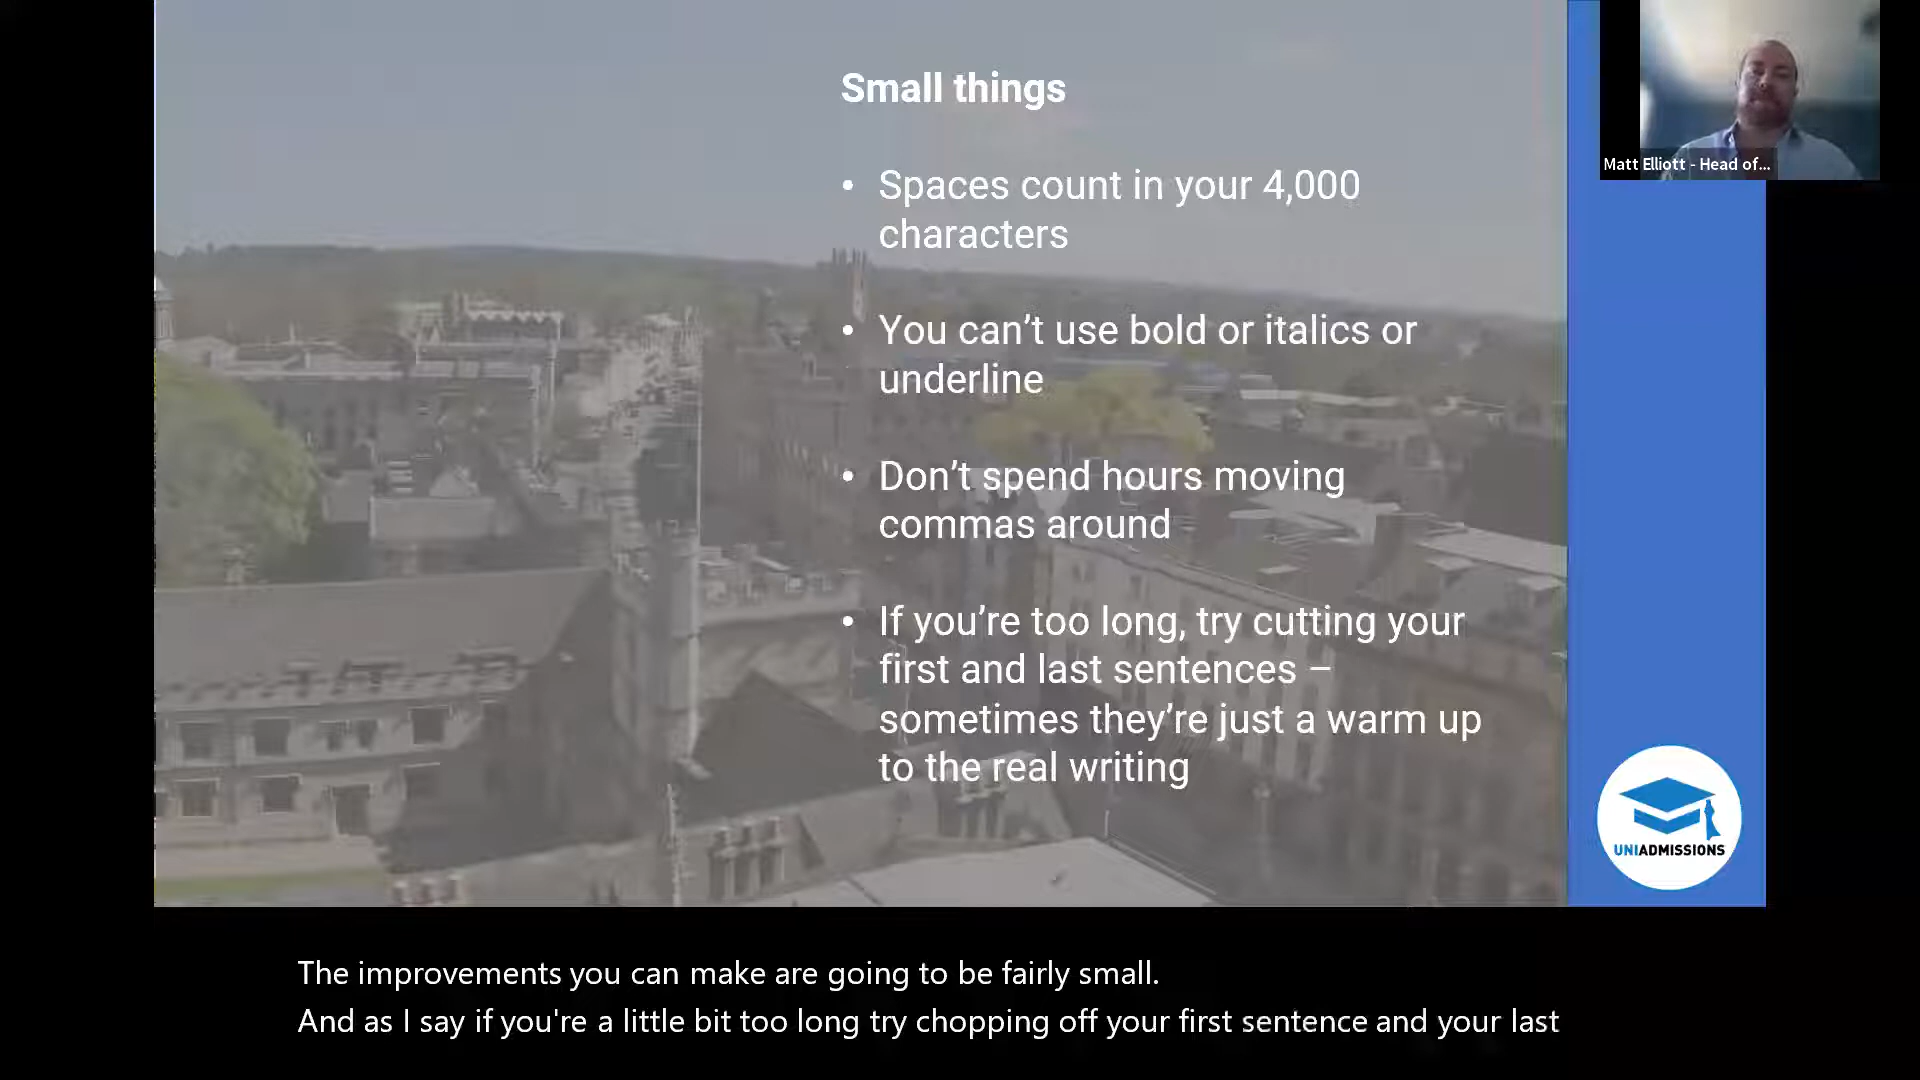 Small things
• Spaces count in your 4,000
characters
• You can’t use bold or italics or
underline
• Don’t spend hours moving
commas around
• If you’re too long, try cutting your
first and last sentences –
sometimes they’re just a warm up
to the real writing
Matt Elliott - Head of...
UNIADMISSIONS
The improvements you can make are going to be fairly small.
And as I say if you're a little bit too long try chopping off your first sentence and your last